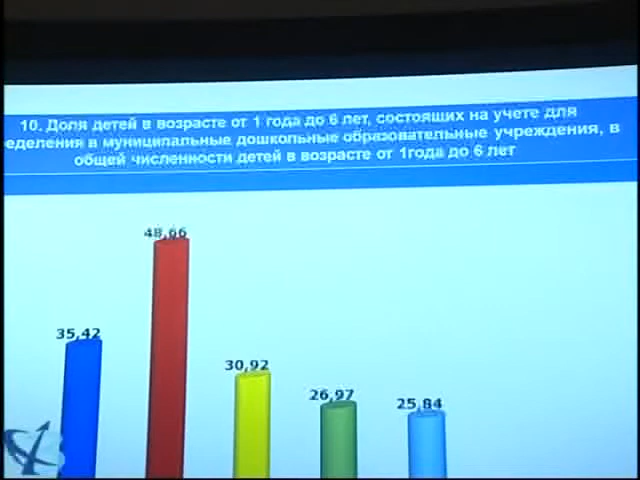 10. Доля детей в возрасте от 1 года до 6 лет, состоящих на учете для
еделения в муниципальные дошкольные образовательные учреждения, в
общей численности детей в возрасте от 1года до 6 лет
48,66
35,42
30,92
26,97
25,84